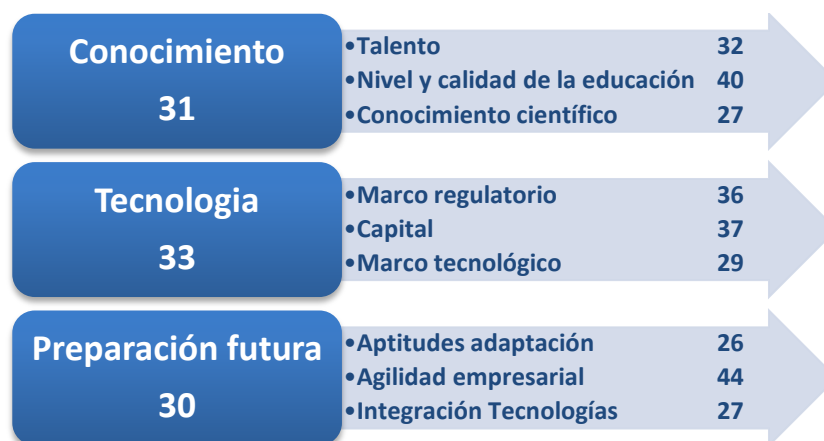 Conocimiento
31
•Talento 32
•Nivel y calidad de la educación 40
•Conocimiento científico 27
Tecnologia
33
•Marco regulatorio 36
•Capital 37
•Marco tecnológico 29
Preparación futura
30
•Aptitudes adaptación 26
•Agilidad empresarial 44
•Integración Tecnologías 27